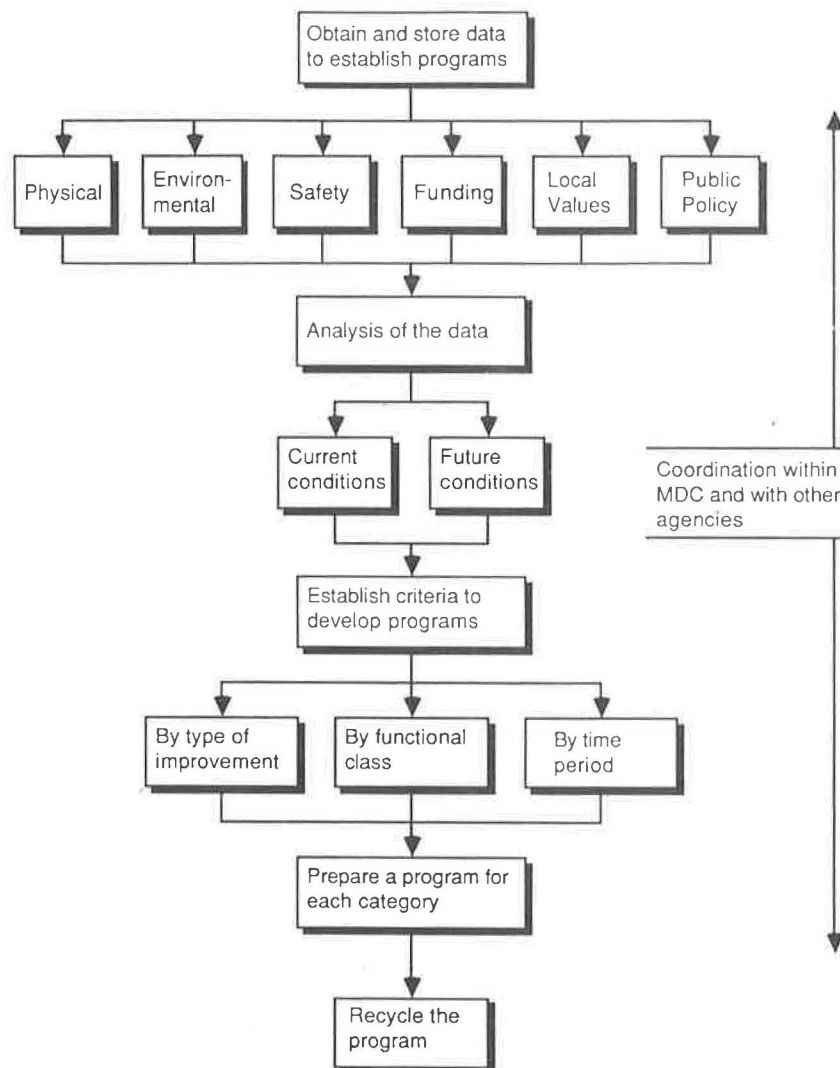 Obtain and store data
to establish programs
Physical
Environ-
mental
Safety
Funding
Local
Values
Public
Policy
Analysis of the data
Current
conditions
Future
conditions
Coordination within
MDC and with other
agencies
Establish criteria to
develop programs
By type of
improvement
By functional
class
By time
period
Prepare a program for
each category
Recycle the
program